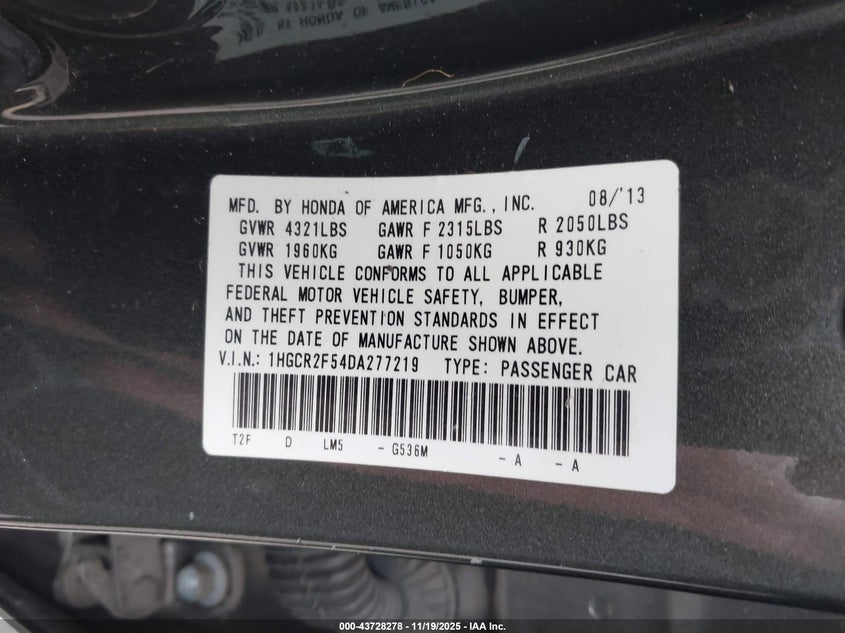 MFD. BY HONDA OF AMERICA MFG., INC. 08/'13
GVWR 4321LBS GAWR F 2315LBS R 2050LBS
GVWR 1960KG GAWR F 1050KG R 930KG
THIS VEHICLE CONFORMS TO ALL APPLICABLE
FEDERAL MOTOR VEHICLE SAFETY, BUMPER,
AND THEFT PREVENTION STANDARDS IN EFFECT
ON THE DATE OF MANUFACTURE SHOWN ABOVE.
V.I.N.: 1HGCR2F54DA277219 TYPE: PASSENGER CAR
T2F D LM5 - G536M - A - A
000-43728278 - 11/19/2025 - IAA Inc.